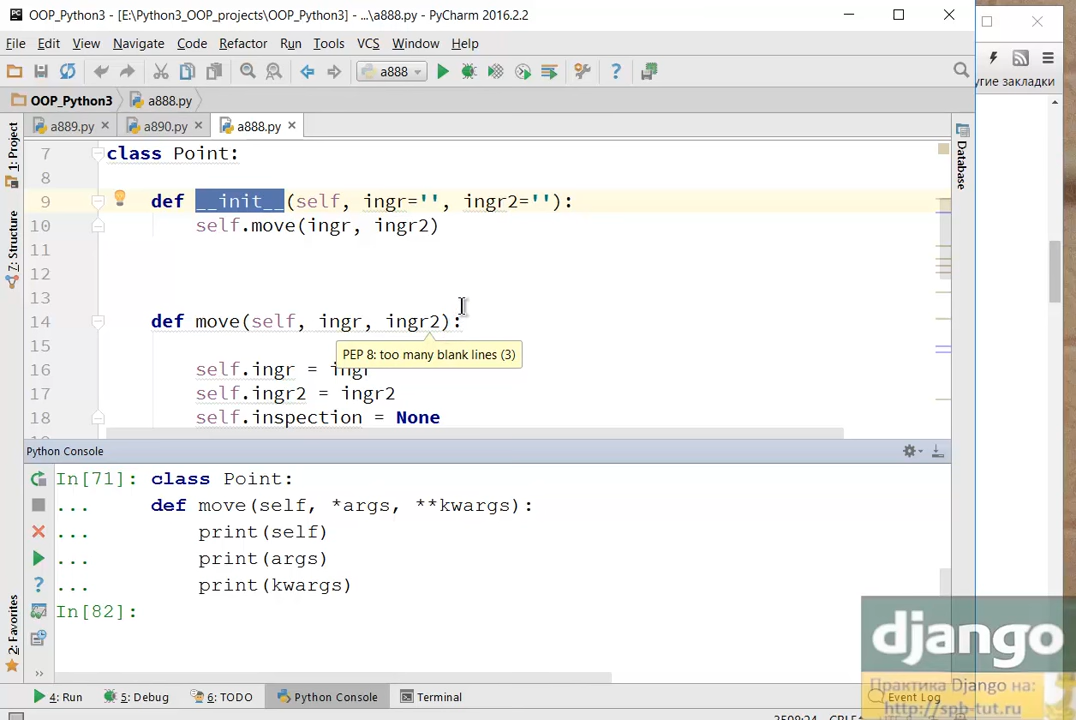 OOP_Python3 - [E:\Python3_OOP_projects\OOP_Python3] - ...\a888.py - PyCharm 2016.2.2
File Edit View Navigate Code Refactor Run Tools VCS Window Help
a888
гие закладки
OOP_Python3 a888.py
a889.py a890.py a888.py
1: Project
7: Structure
2: Favorites
Database
7 class Point:
8
9 def __init__(self, ingr='', ingr2=''):
10 self.move(ingr, ingr2)
11
12
13
14 def move(self, ingr, ingr2):
15
PEP 8: too many blank lines (3)
16 self.ingr = ingr
17 self.ingr2 = ingr2
18 self.inspection = None
Python Console
In[71]: class Point:
... def move(self, *args, **kwargs):
... print(self)
... print(args)
... print(kwargs)
In[82]:
django
Практика Django на:
http://spb-tut.ru
4: Run 5: Debug 6: TODO Python Console Terminal Event Log